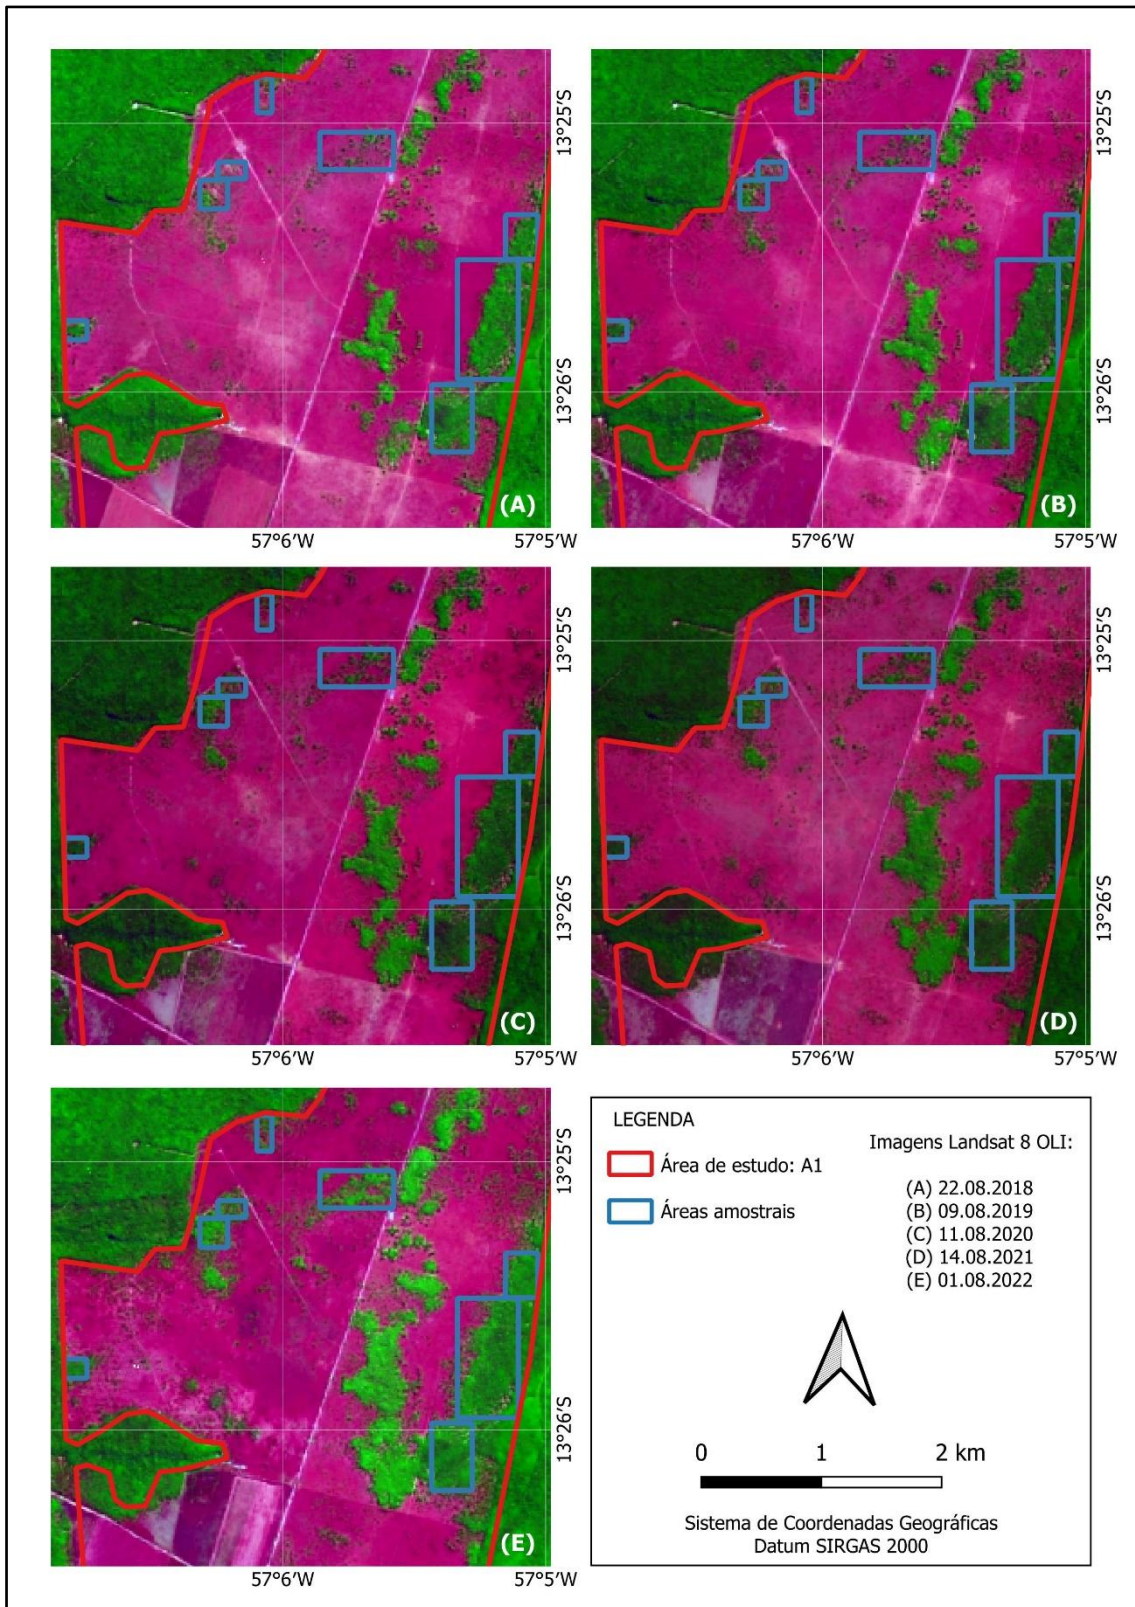 13°25'S
13°26'S
(A)
57°6'W
57°5'W
13°25'S
13°26'S
(B)
57°6'W
57°5'W
13°25'S
13°26'S
(C)
57°6'W
57°5'W
13°25'S
13°26'S
(D)
57°6'W
57°5'W
13°25'S
13°26'S
(E)
57°6'W
57°5'W
LEGENDA
Área de estudo: A1
Áreas amostrais
Imagens Landsat 8 OLI:
(A) 22.08.2018
(B) 09.08.2019
(C) 11.08.2020
(D) 14.08.2021
(E) 01.08.2022
0 1 2 km
Sistema de Coordenadas Geográficas
Datum SIRGAS 2000